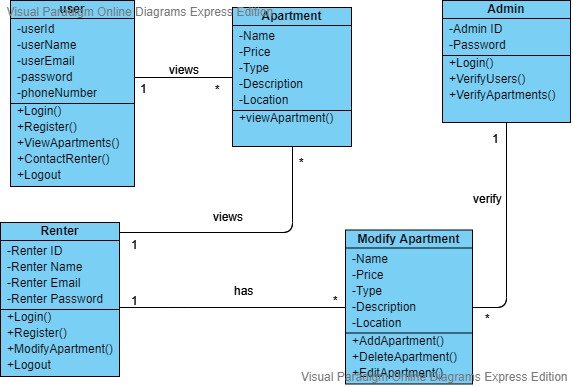 Visual Paradigm Online Diagrams Express Edition
user
-userId
-userName
-userEmail
-password
-phoneNumber
+Login()
+Register()
+ViewApartments()
+ContactRenter()
+Logout
views
1
*
Apartment
-Name
-Price
-Type
-Description
-Location
+viewApartment()
Admin
-Admin ID
-Password
+Login()
+VerifyUsers()
+VerifyApartments()
1
verify
*
*
views
1
Renter
-Renter ID
-Renter Name
-Renter Email
-Renter Password
+Login()
+Register()
+ModifyApartment()
+Logout
1
has
*
Modify Apartment
-Name
-Price
-Type
-Description
-Location
+AddApartment()
+DeleteApartment()
+EditApartment()
Visual Paradigm Online Diagrams Express Edition